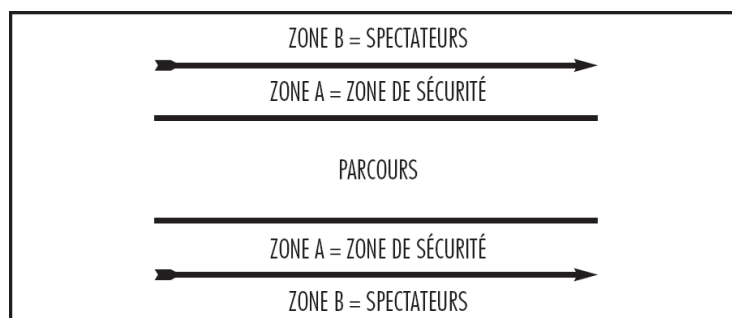 ZONE B = SPECTATEURS
ZONE A = ZONE DE SÉCURITÉ
PARCOURS
ZONE A = ZONE DE SÉCURITÉ
ZONE B = SPECTATEURS